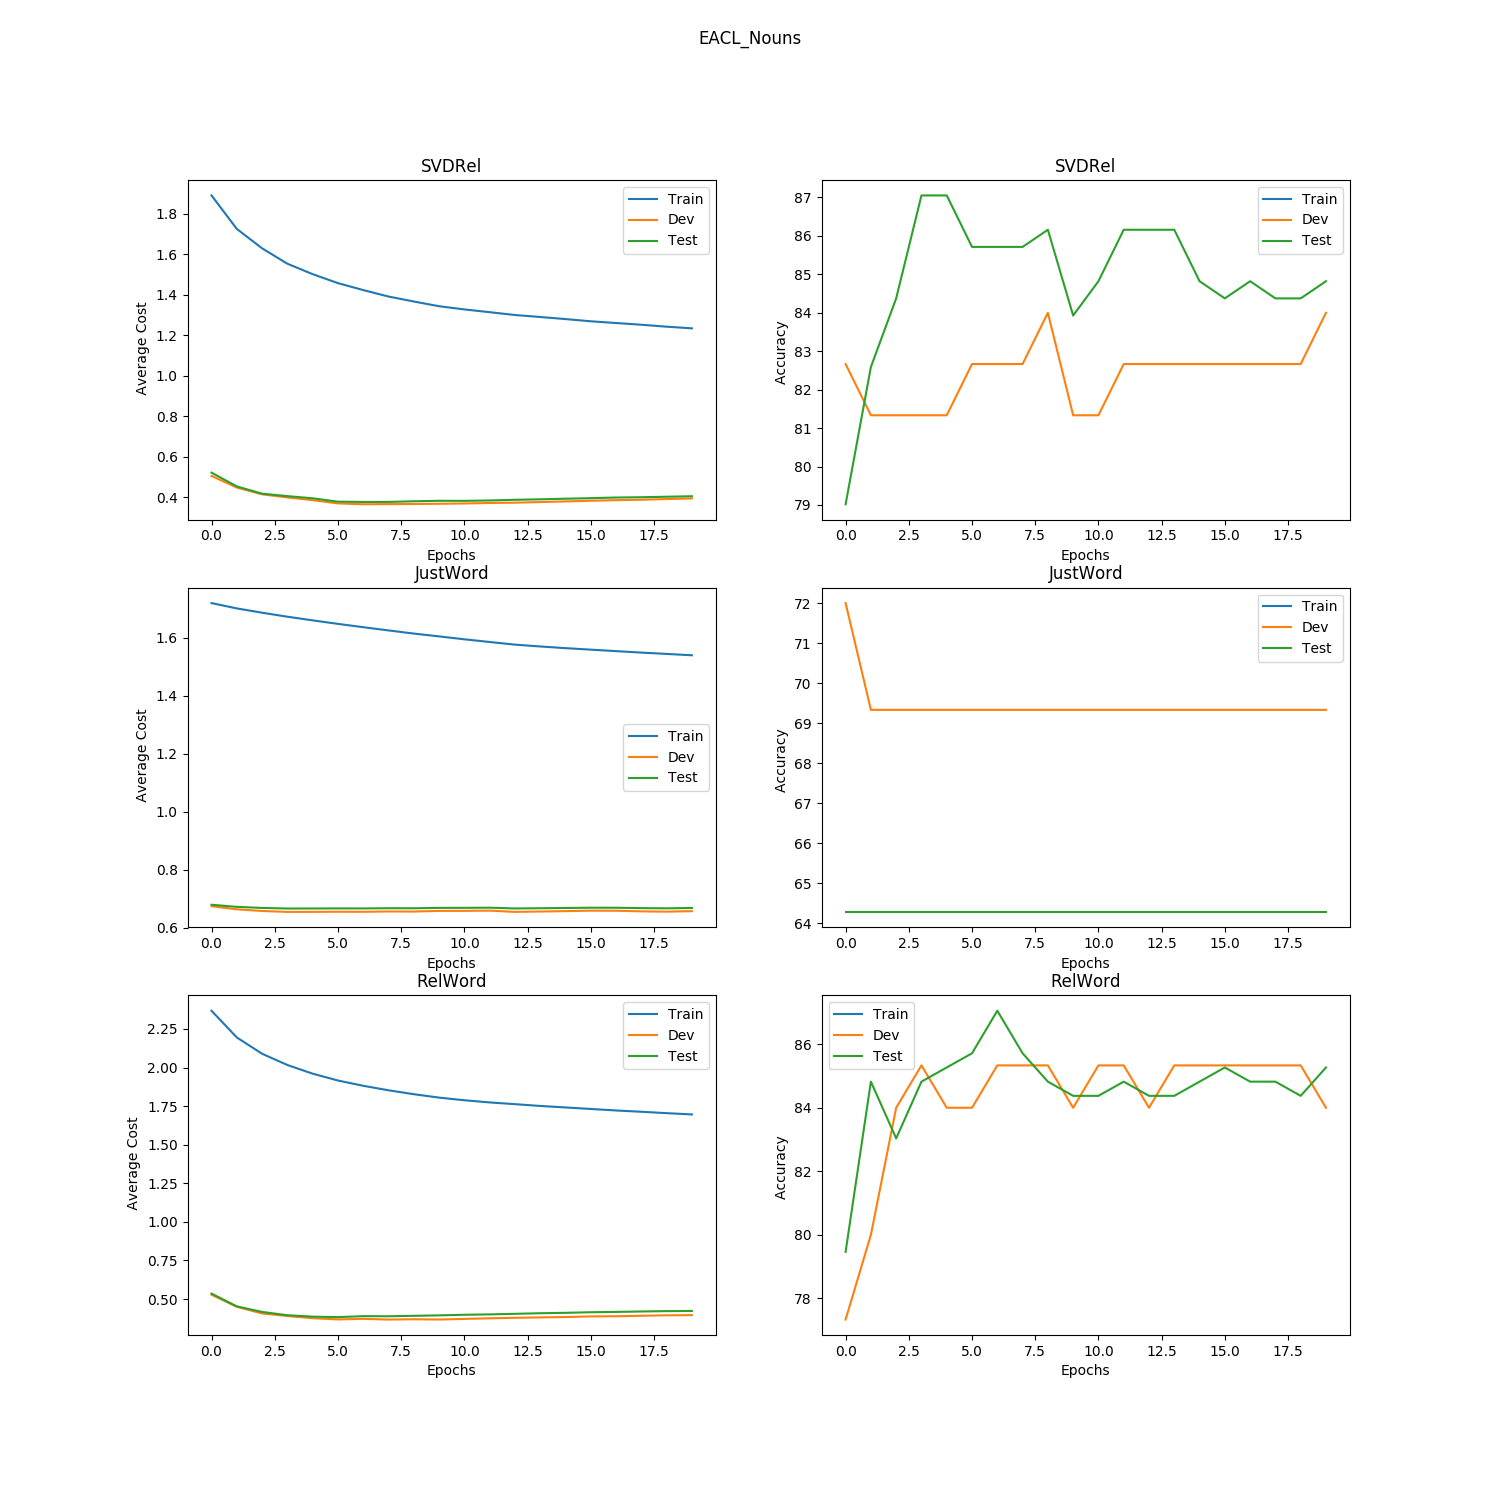 EACL_Nouns
SVDRel
Average Cost
1.8
1.6
1.4
1.2
1.0
0.8
0.6
0.4
Train
Dev
Test
0.0 2.5 5.0 7.5 10.0 12.5 15.0 17.5
Epochs
SVDRel
Accuracy
87
86
85
84
83
82
81
80
79
Train
Dev
Test
0.0 2.5 5.0 7.5 10.0 12.5 15.0 17.5
Epochs
JustWord
Average Cost
1.6
1.4
1.2
1.0
0.8
0.6
Train
Dev
Test
0.0 2.5 5.0 7.5 10.0 12.5 15.0 17.5
Epochs
JustWord
Accuracy
72
71
70
69
68
67
66
65
64
Train
Dev
Test
0.0 2.5 5.0 7.5 10.0 12.5 15.0 17.5
Epochs
RelWord
Average Cost
2.25
2.00
1.75
1.50
1.25
1.00
0.75
0.50
Train
Dev
Test
0.0 2.5 5.0 7.5 10.0 12.5 15.0 17.5
Epochs
RelWord
Accuracy
86
84
82
80
78
Train
Dev
Test
0.0 2.5 5.0 7.5 10.0 12.5 15.0 17.5
Epochs